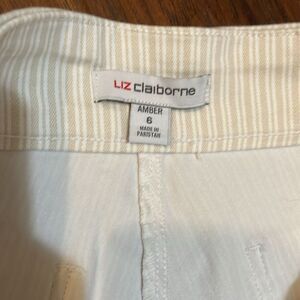 LIZ claiborne
AMBER
6
MADE IN
PAKISTAN